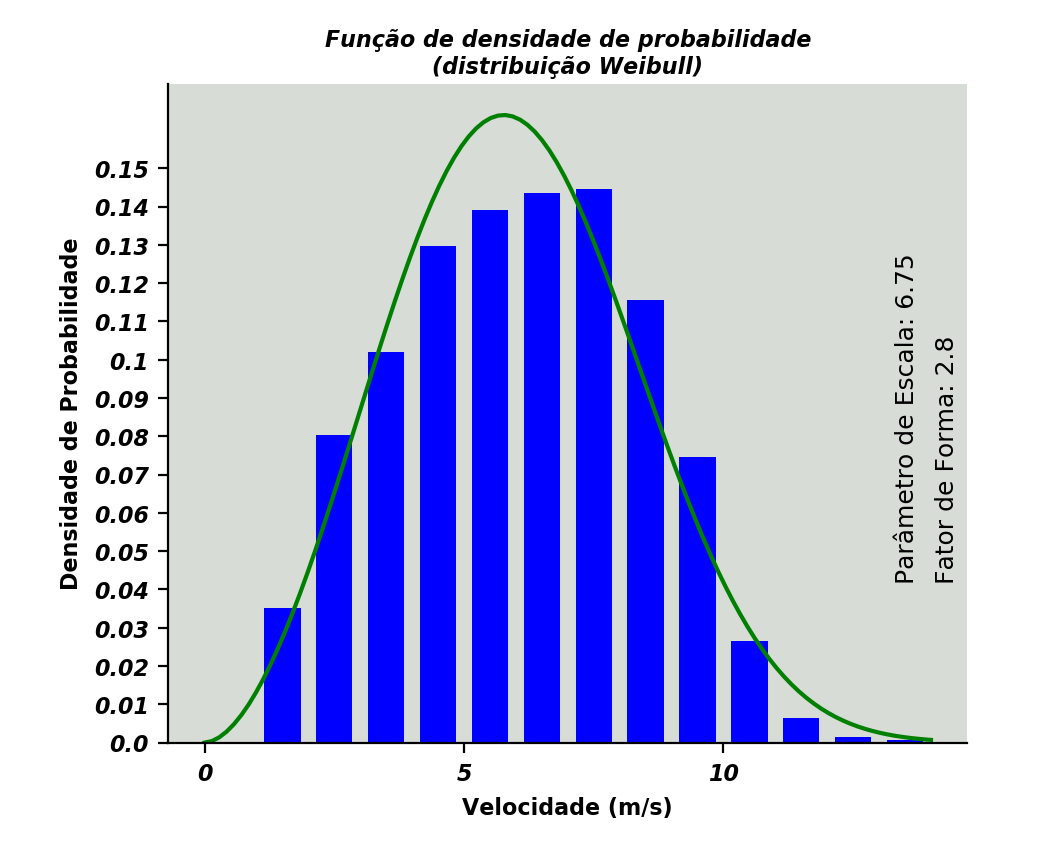 Função de densidade de probabilidade
(distribuição Weibull)
Densidade de Probabilidade
0.15
0.14
0.13
0.12
0.11
0.1
0.09
0.08
0.07
0.06
0.05
0.04
0.03
0.02
0.01
0.0
Parâmetro de Escala: 6.75
Fator de Forma: 2.8
0 5 10
Velocidade (m/s)